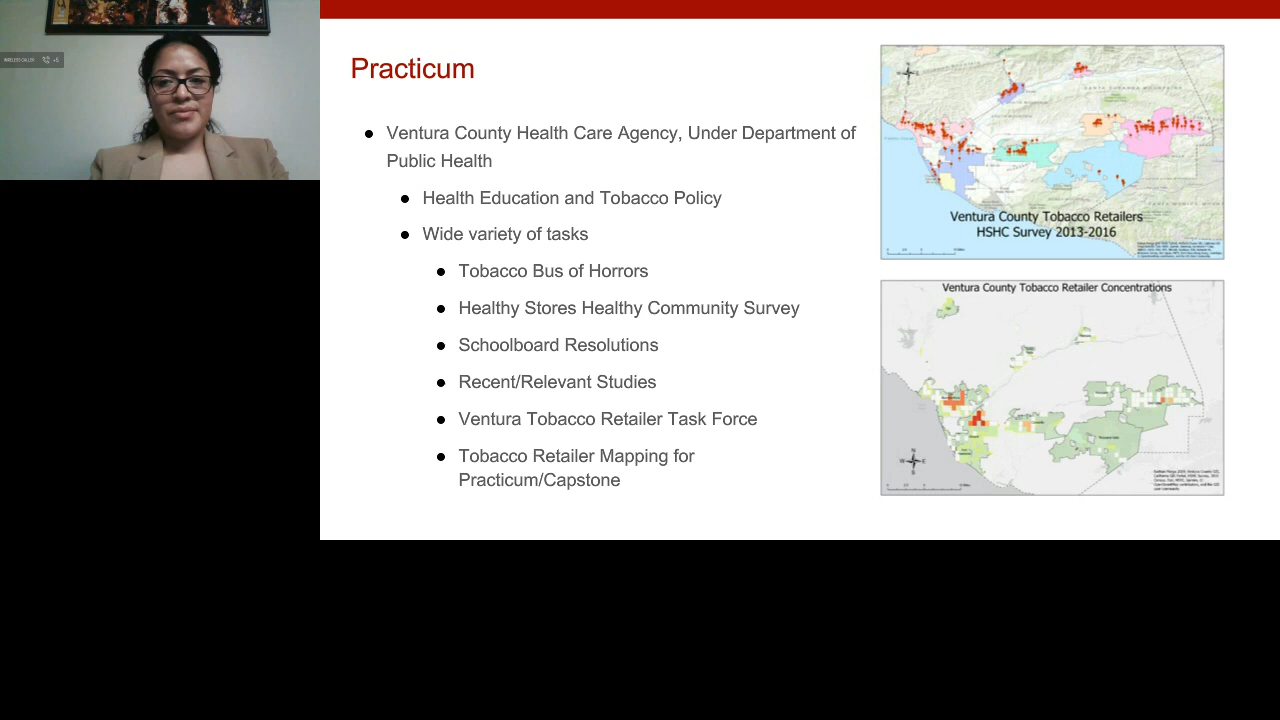 WIRELESS CALLER +5
Practicum
Ventura County Health Care Agency, Under Department of
Public Health
Health Education and Tobacco Policy
Wide variety of tasks
Tobacco Bus of Horrors
Healthy Stores Healthy Community Survey
Schoolboard Resolutions
Recent/Relevant Studies
Ventura Tobacco Retailer Task Force
Tobacco Retailer Mapping for
Practicum/Capstone
Ventura County Tobacco Retailers
HSHC Survey 2013-2016
Ventura County Tobacco Retailer Concentrations
N
W E
S